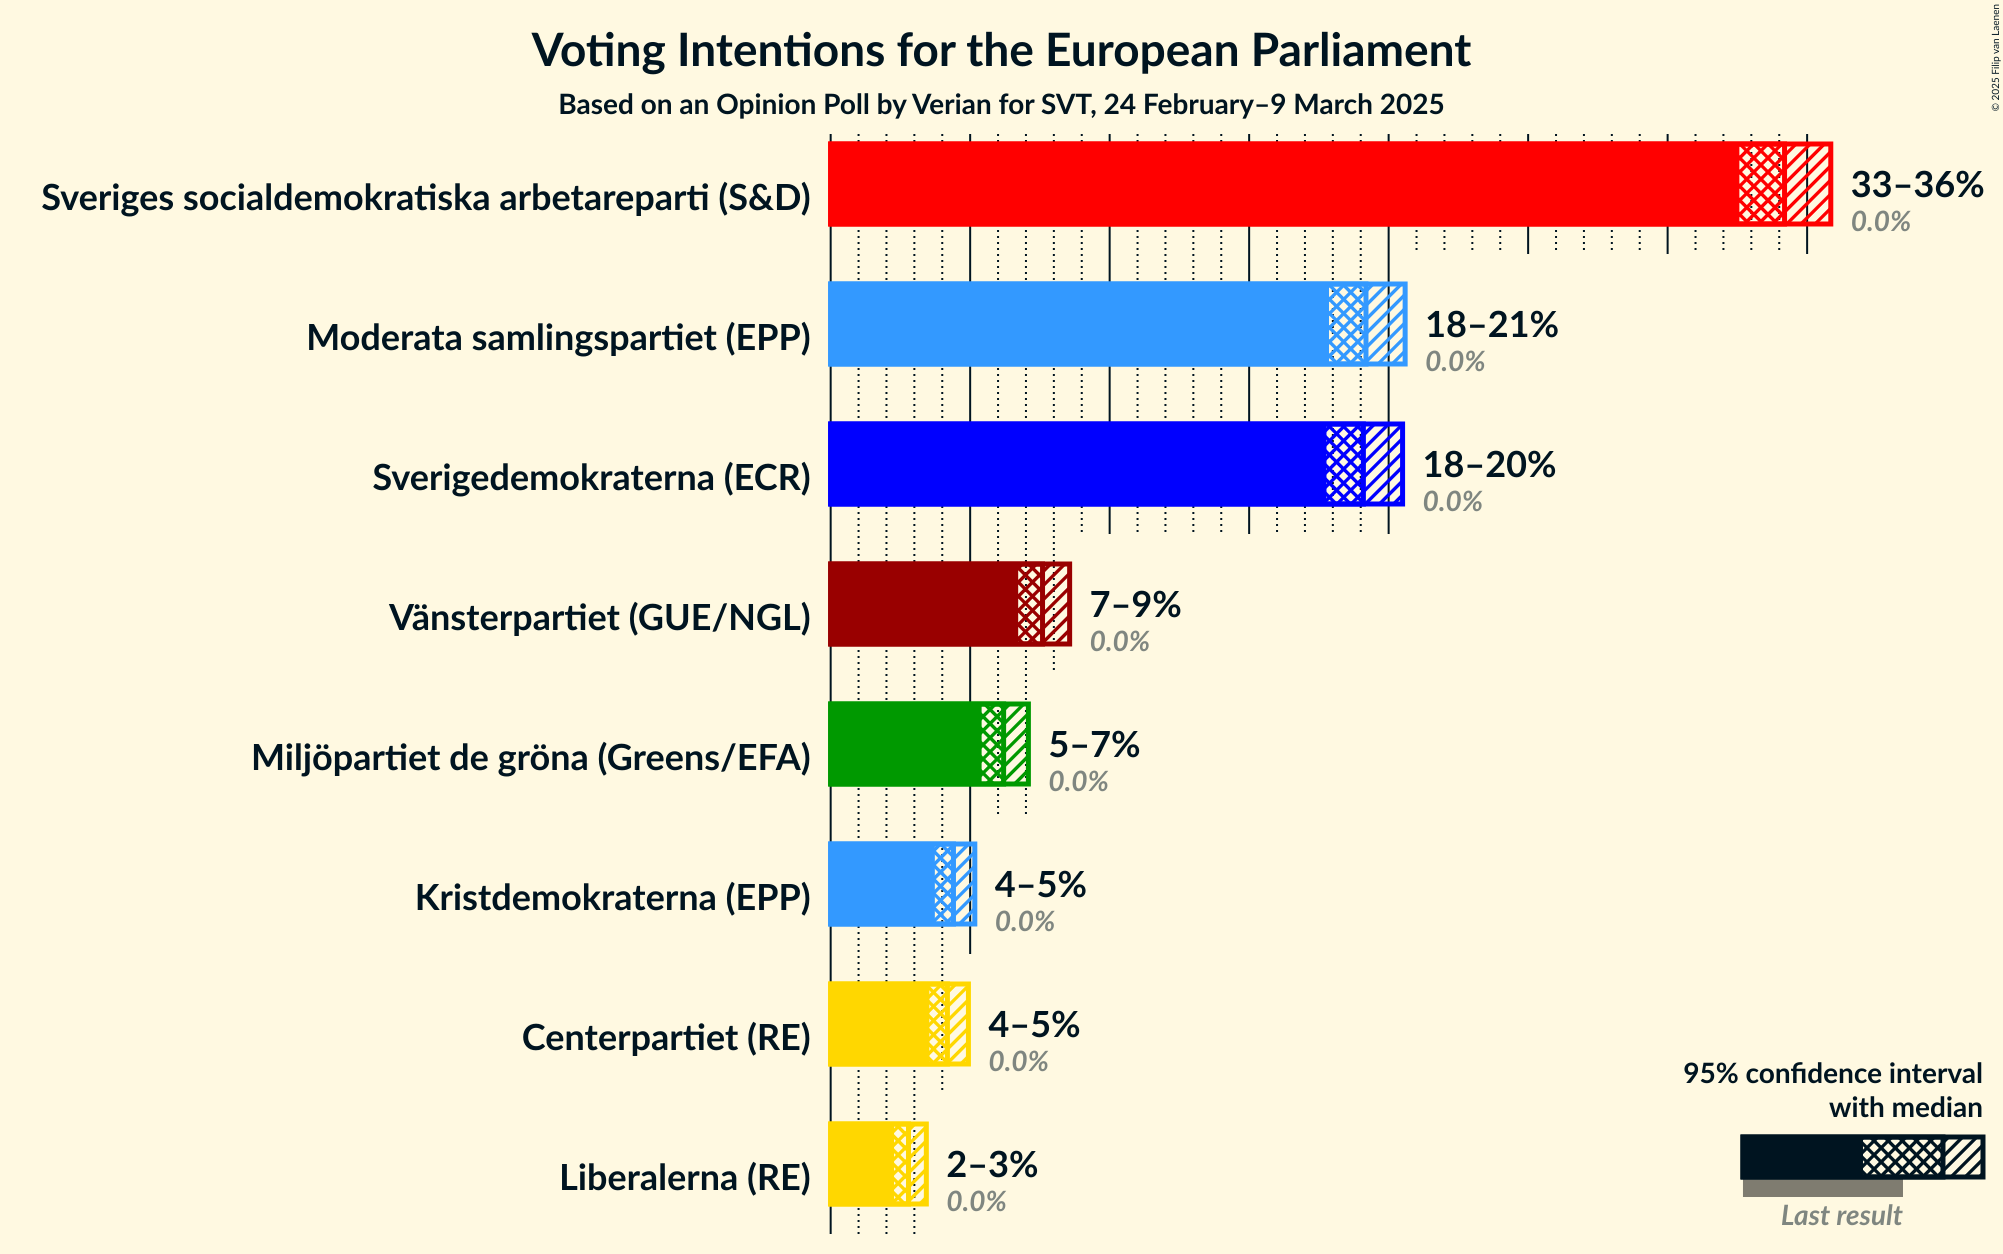 Voting Intentions for the European Parliament
Based on an Opinion Poll by Verian for SVT, 24 February–9 March 2025
© 2025 Filip van Laenen
Sveriges socialdemokratiska arbetareparti (S&D)
33–36%
0.0%
Moderata samlingspartiet (EPP)
18–21%
0.0%
Sverigedemokraterna (ECR)
18–20%
0.0%
Vänsterpartiet (GUE/NGL)
7–9%
0.0%
Miljöpartiet de gröna (Greens/EFA)
5–7%
0.0%
Kristdemokraterna (EPP)
4–5%
0.0%
Centerpartiet (RE)
4–5%
0.0%
Liberalerna (RE)
2–3%
0.0%
95% confidence interval
with median
Last result